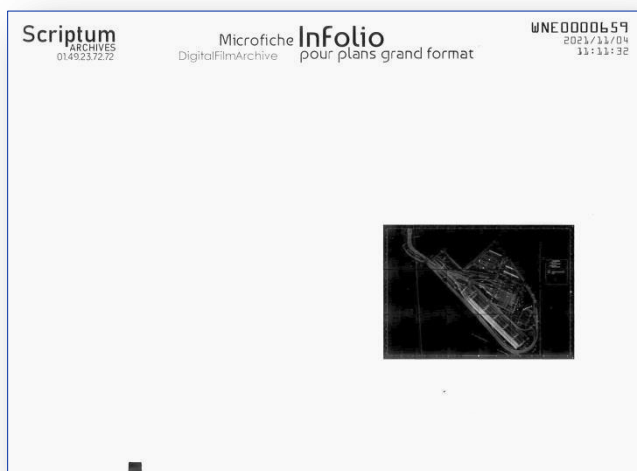 Scriptum
ARCHIVES
01.49.23.72.72
Microfiche InFolio
DigitalFilmArchive pour plans grand format
WNE0000659
2021/11/04
11:11:32